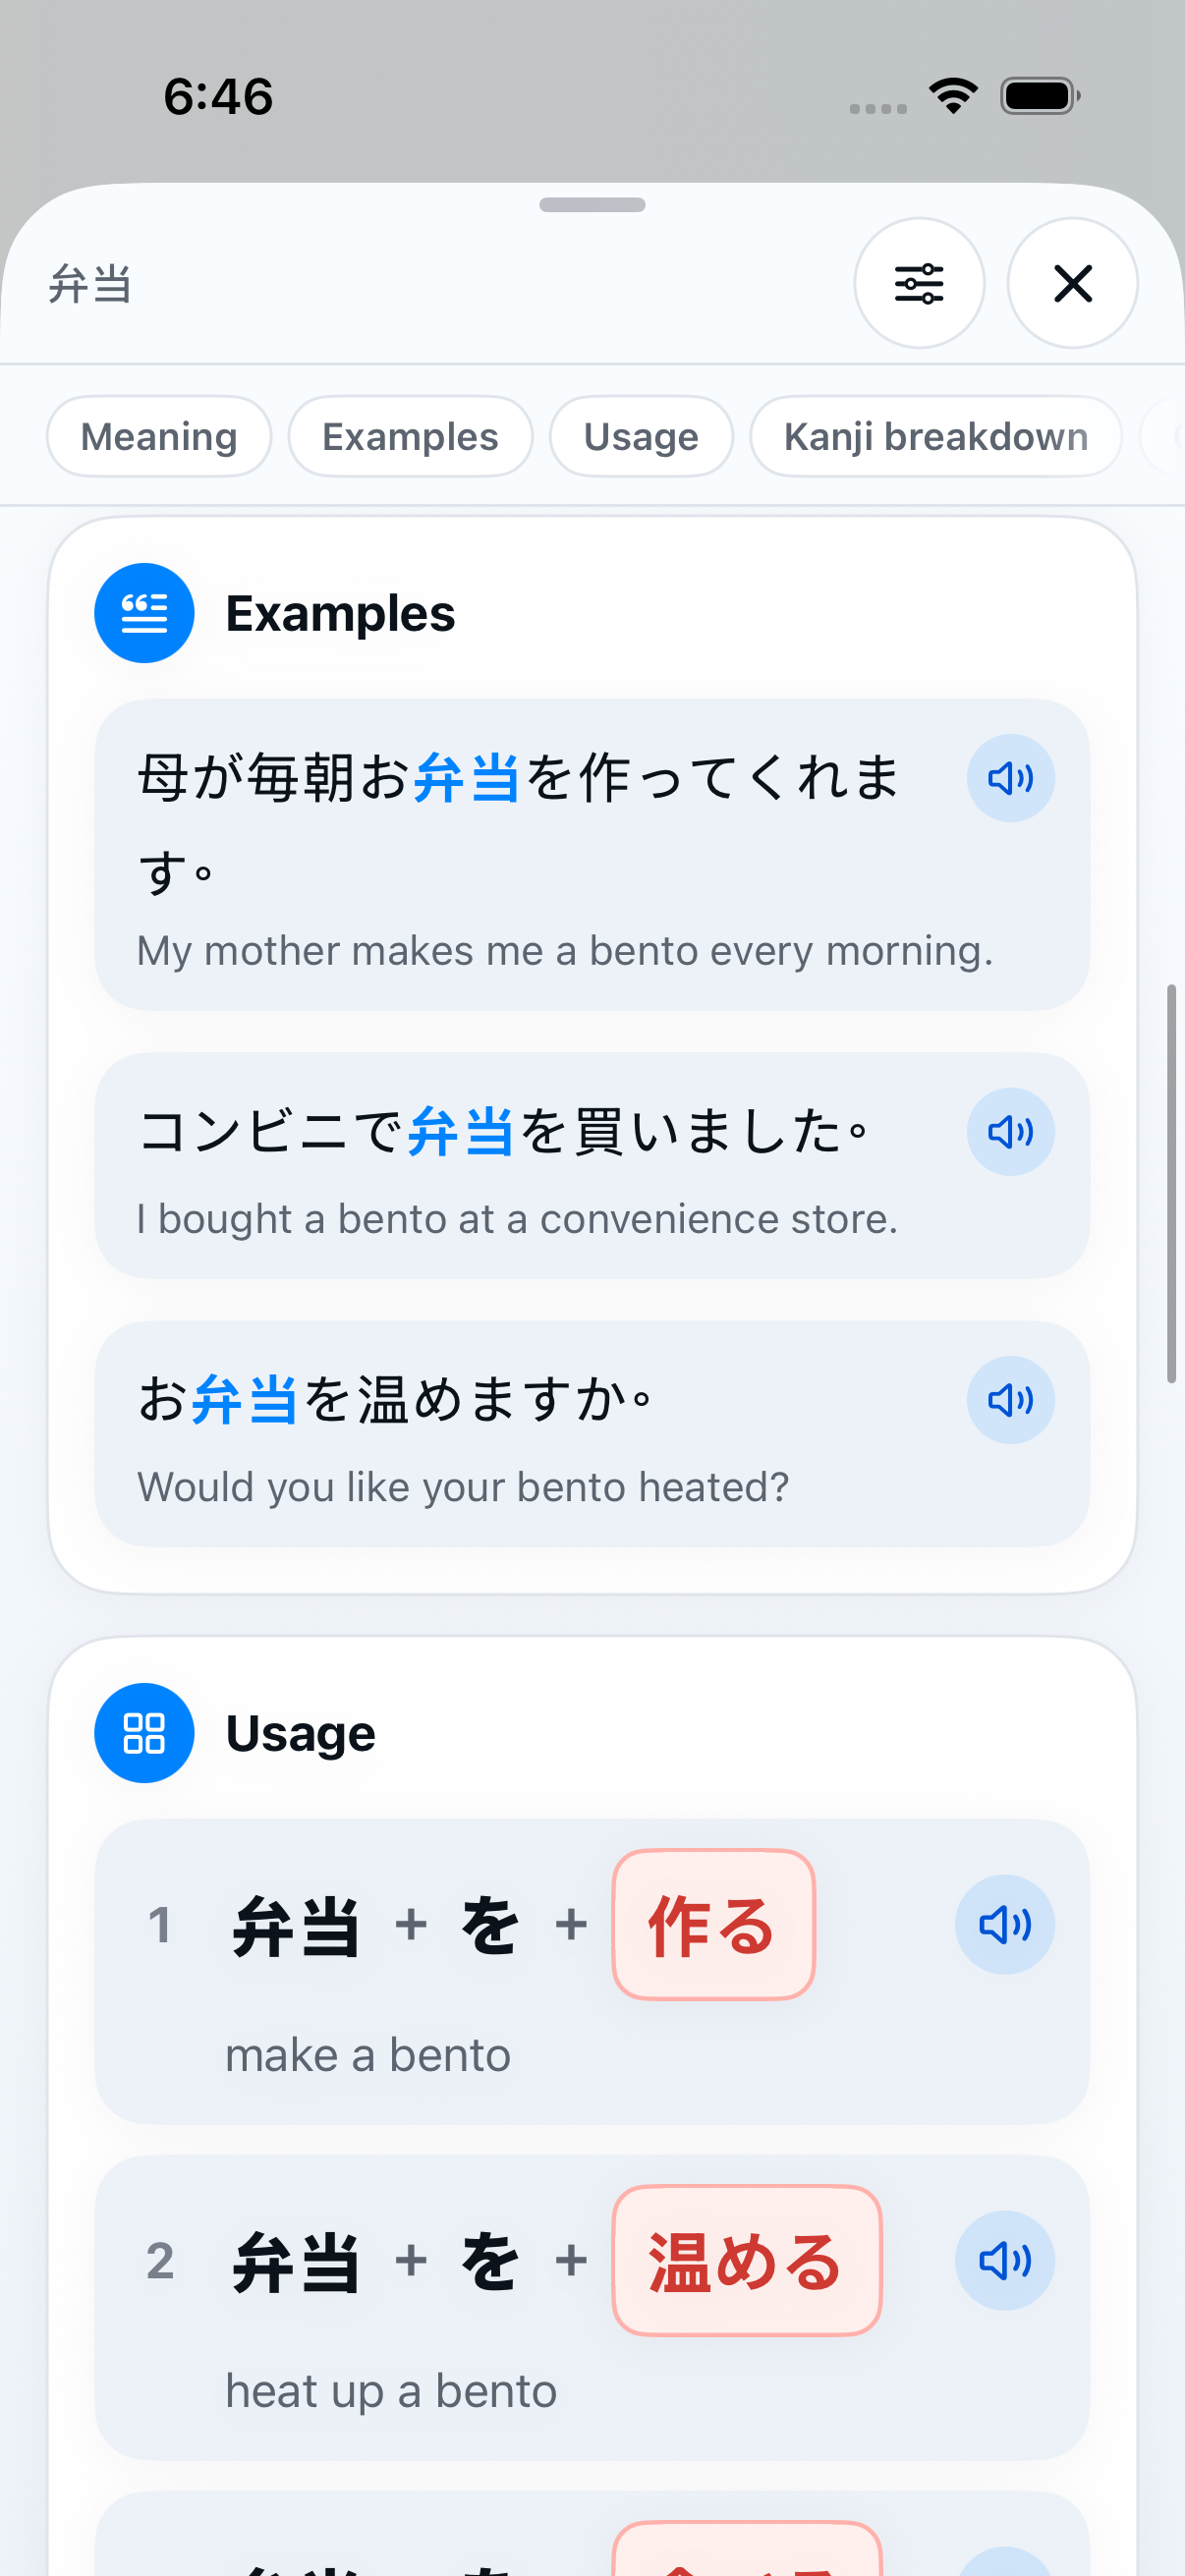 6:46
弁当
Meaning
Examples
Usage
Kanji breakdown
Examples
母が毎朝お弁当を作ってくれま
す。
My mother makes me a bento every morning.
コンビニで弁当を買いました。
I bought a bento at a convenience store.
お弁当を温めますか。
Would you like your bento heated?
Usage
1 弁当 + を + 作る
make a bento
2 弁当 + を + 温める
heat up a bento